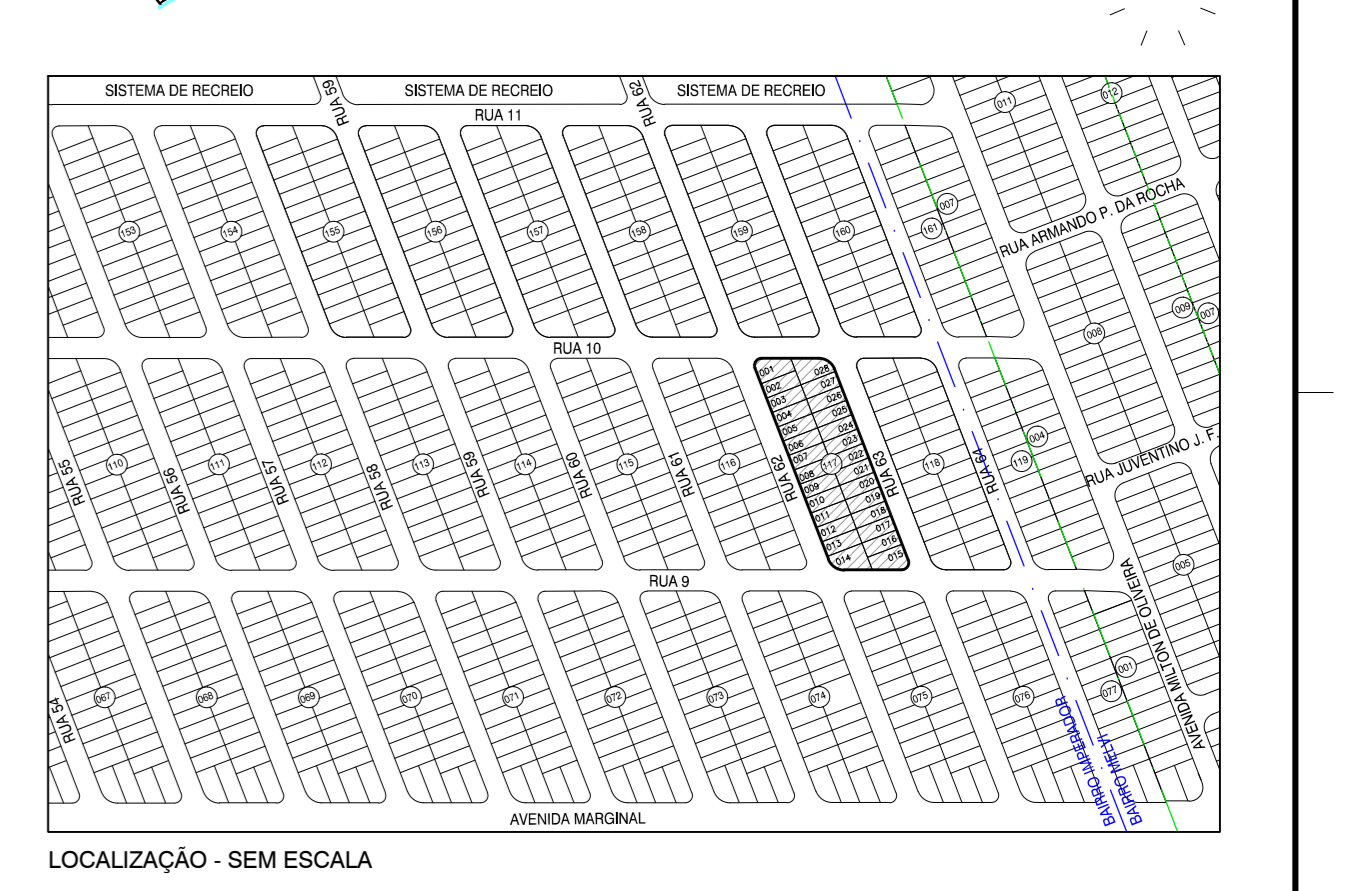 SISTEMA DE RECREIO
RUA 59
SISTEMA DE RECREIO
RUA 62
SISTEMA DE RECREIO
011
012
RUA 11
153
154
155
156
157
158
159
160
161
007
RUA ARMANDO P. DA ROCHA
008
009
007
RUA 10
RUA 55
110
RUA 56
111
RUA 57
112
RUA 58
113
RUA 59
114
RUA 60
115
RUA 61
116
RUA 62
117
001
002
003
004
005
006
007
008
009
010
011
012
013
014
028
027
026
025
024
023
022
021
020
019
018
017
016
015
RUA 63
118
RUA 64
119
004
RUA JUVENTINO J. F.
005
RUA 9
RUA 54
067
068
069
070
071
072
073
074
075
076
077
001
BAIRRO IMPERADOR
BAIRRO MELVI
AVENIDA MILTON DE OLIVEIRA
AVENIDA MARGINAL
LOCALIZAÇÃO - SEM ESCALA